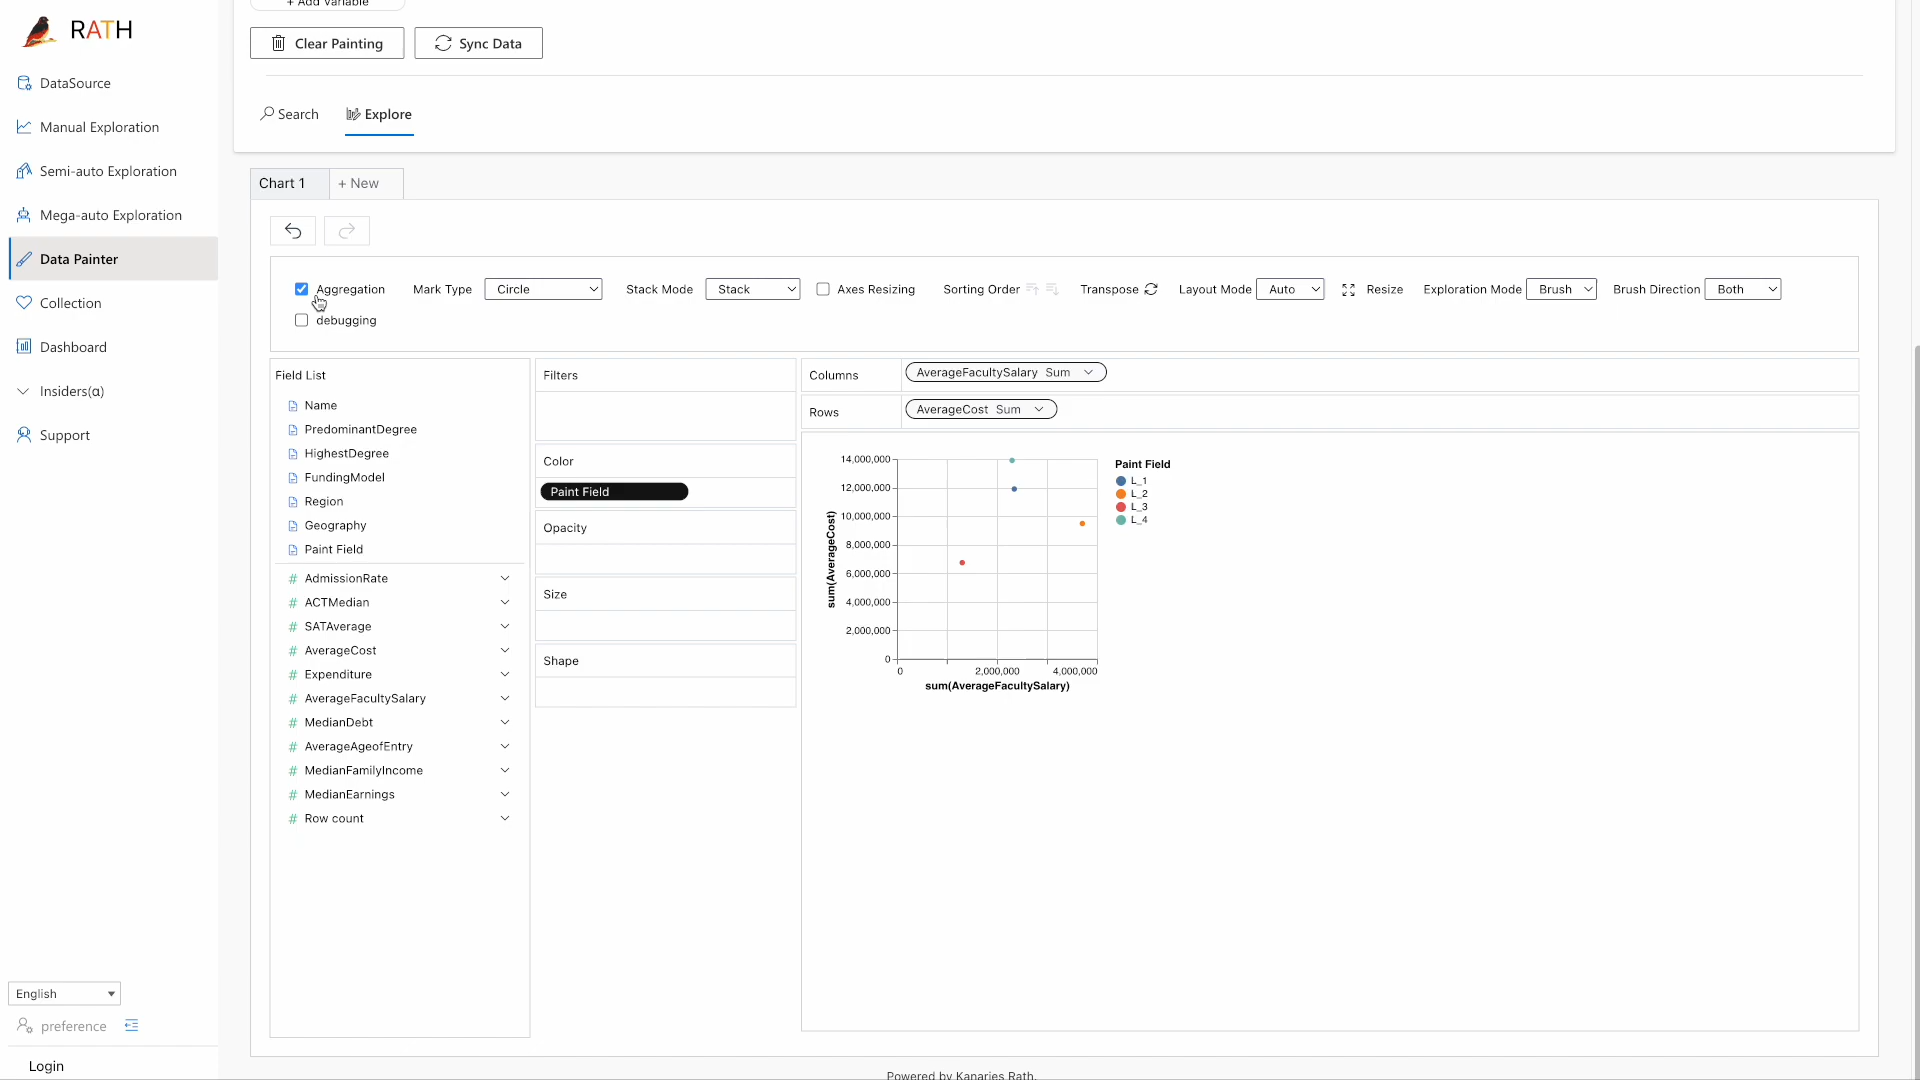 RATH
DataSource
Manual Exploration
Semi-auto Exploration
Mega-auto Exploration
Data Painter
Collection
Dashboard
Insiders(α)
Support
English
preference
Login
+ Add Variable
Clear Painting
Sync Data
Search
Explore
Chart 1
+ New
Aggregation
Mark Type
Circle
Stack Mode
Stack
Axes Resizing
Sorting Order
Transpose
Layout Mode
Auto
Resize
Exploration Mode
Brush
Brush Direction
Both
debugging
Field List
Name
PredominantDegree
HighestDegree
FundingModel
Region
Geography
Paint Field
# AdmissionRate
# ACTMedian
# SATAverage
# AverageCost
# Expenditure
# AverageFacultySalary
# MedianDebt
# AverageAgeofEntry
# MedianFamilyIncome
# MedianEarnings
# Row count
Filters
Color
Paint Field
Opacity
Size
Shape
Columns
AverageFacultySalary Sum
Rows
AverageCost Sum
14,000,000
12,000,000
10,000,000
8,000,000
6,000,000
4,000,000
2,000,000
0
sum(AverageCost)
0
2,000,000
4,000,000
sum(AverageFacultySalary)
Paint Field
L_1
L_2
L_3
L_4
Powered by Kanaries Rath.